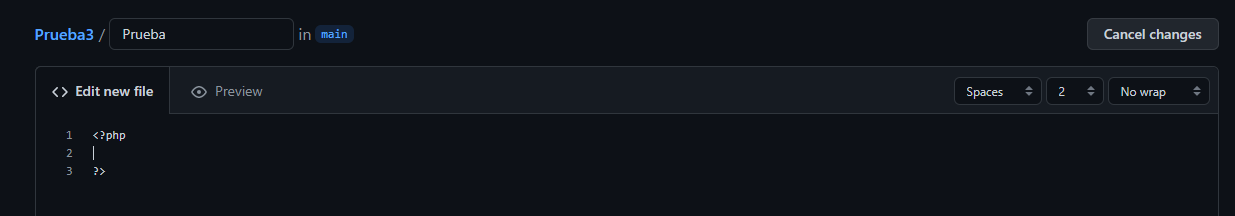 Prueba3 / Prueba in main Cancel changes
Edit new file Preview Spaces 2 No wrap
1 <?php
2
3 ?>